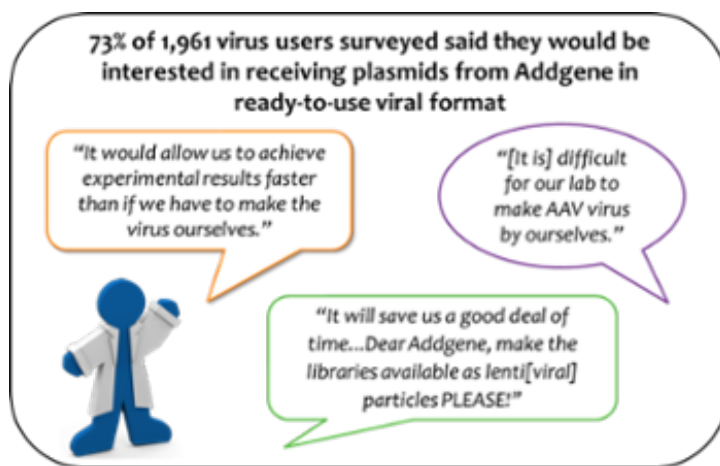 73% of 1,961 virus users surveyed said they would be
interested in receiving plasmids from Addgene in
ready-to-use viral format
"It would allow us to achieve
experimental results faster
than if we have to make the
virus ourselves."
"[It is] difficult
for our lab to
make AAV virus
by ourselves."
"It will save us a good deal of
time...Dear Addgene, make the
libraries available as lenti[viral]
particles PLEASE!"